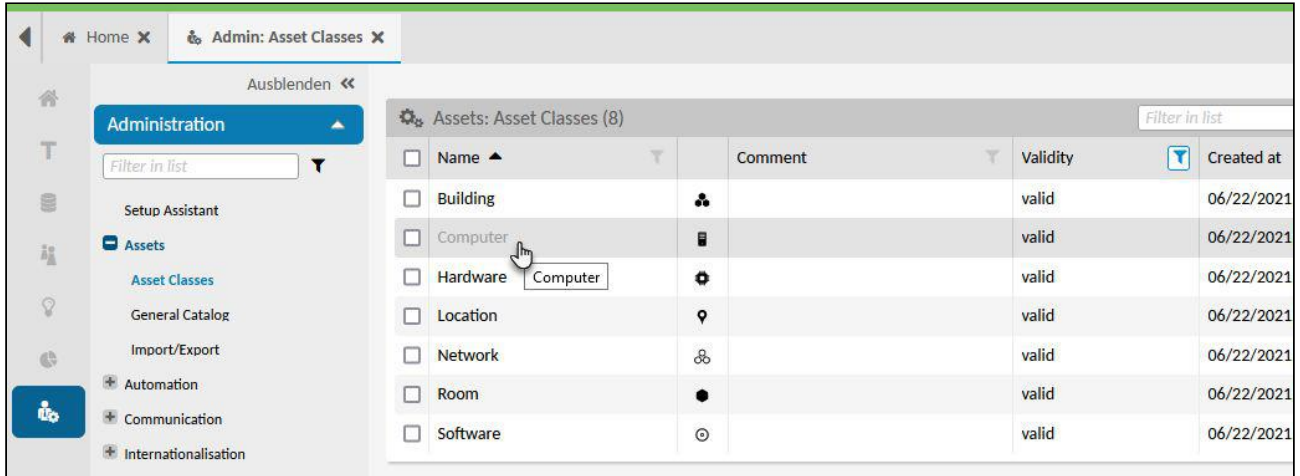 Home Admin: Asset Classes
Ausblenden
Administration
Filter in list
Setup Assistant
Assets
Asset Classes
General Catalog
Import/Export
Automation
Communication
Internationalisation
T
Assets: Asset Classes (8) Filter in list
Name Comment Validity Created at
Building valid 06/22/2021
Computer valid 06/22/2021
Computer
Hardware valid 06/22/2021
Location valid 06/22/2021
Network valid 06/22/2021
Room valid 06/22/2021
Software valid 06/22/2021